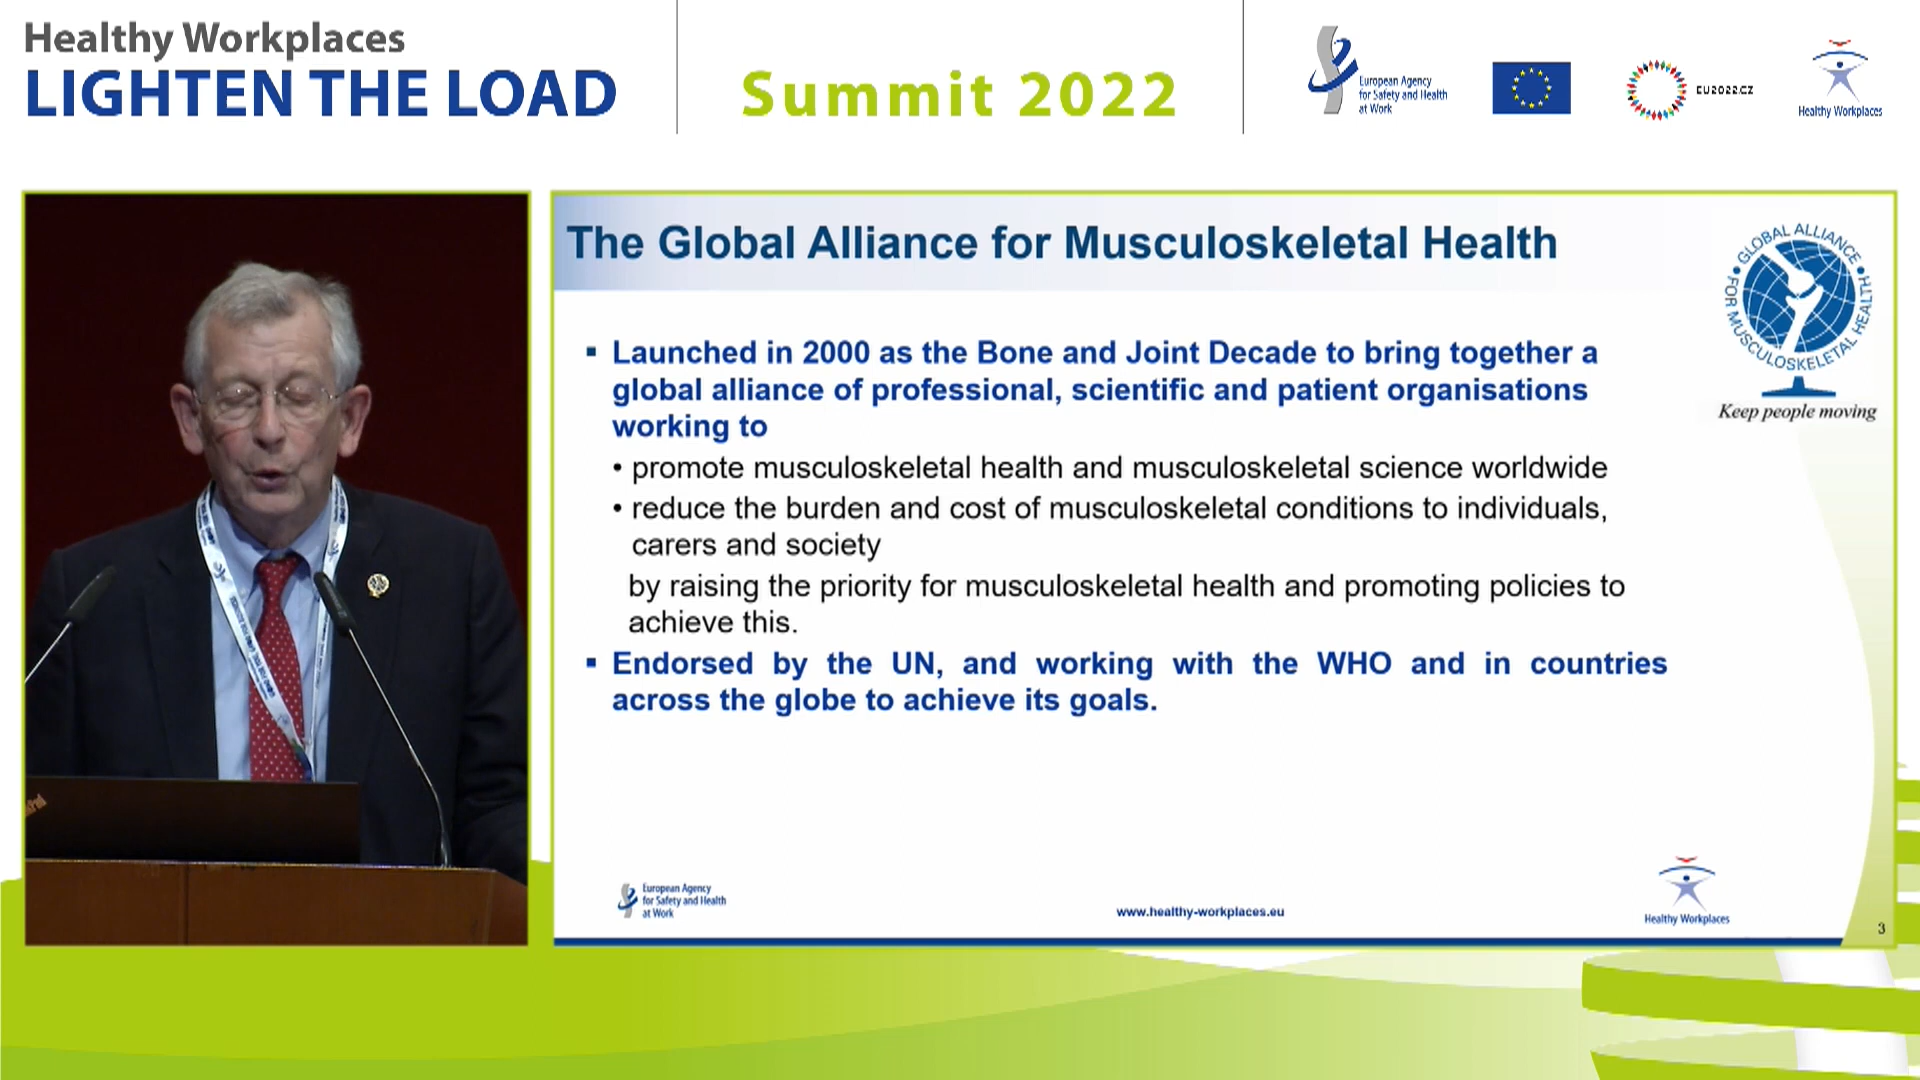 Healthy Workplaces
LIGHTEN THE LOAD
Summit 2022
European Agency
for Safety and Health
at Work
EU2022.CZ
Healthy Workplaces
The Global Alliance for Musculoskeletal Health
GLOBAL ALLIANCE
FOR MUSCULOSKELETAL HEALTH
Keep people moving
▪ Launched in 2000 as the Bone and Joint Decade to bring together a
global alliance of professional, scientific and patient organisations
working to
• promote musculoskeletal health and musculoskeletal science worldwide
• reduce the burden and cost of musculoskeletal conditions to individuals,
carers and society
by raising the priority for musculoskeletal health and promoting policies to
achieve this.
▪ Endorsed by the UN, and working with the WHO and in countries
across the globe to achieve its goals.
European Agency
for Safety and Health
at Work
www.healthy-workplaces.eu
Healthy Workplaces
3